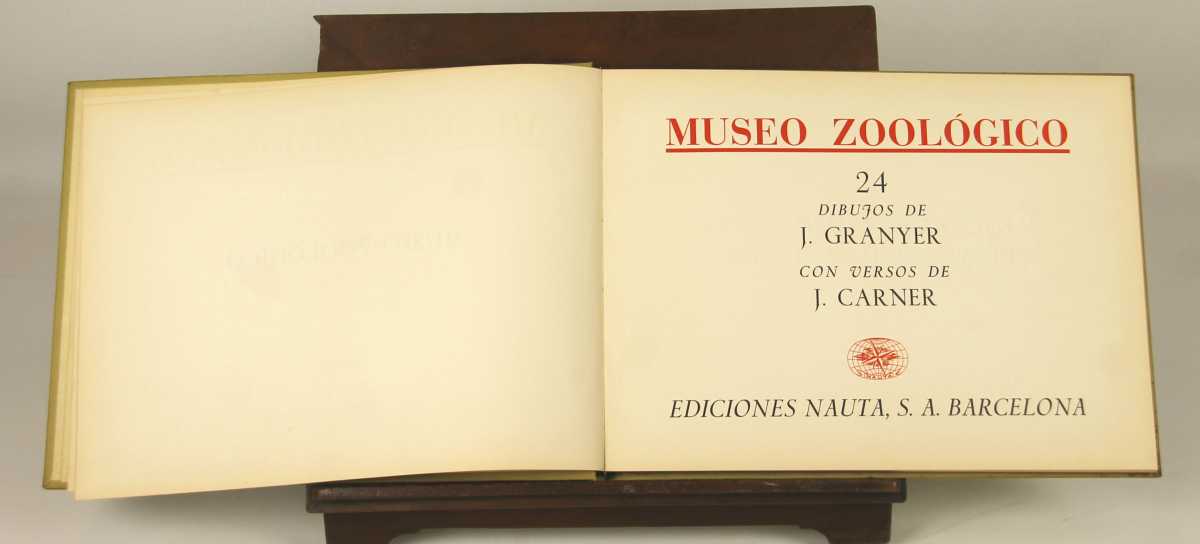 MUSEO ZOOLÓGICO
24
DIBUJOS DE
J. GRANYER
CON VERSOS DE
J. CARNER
EDICIONES NAUTA, S. A. BARCELONA